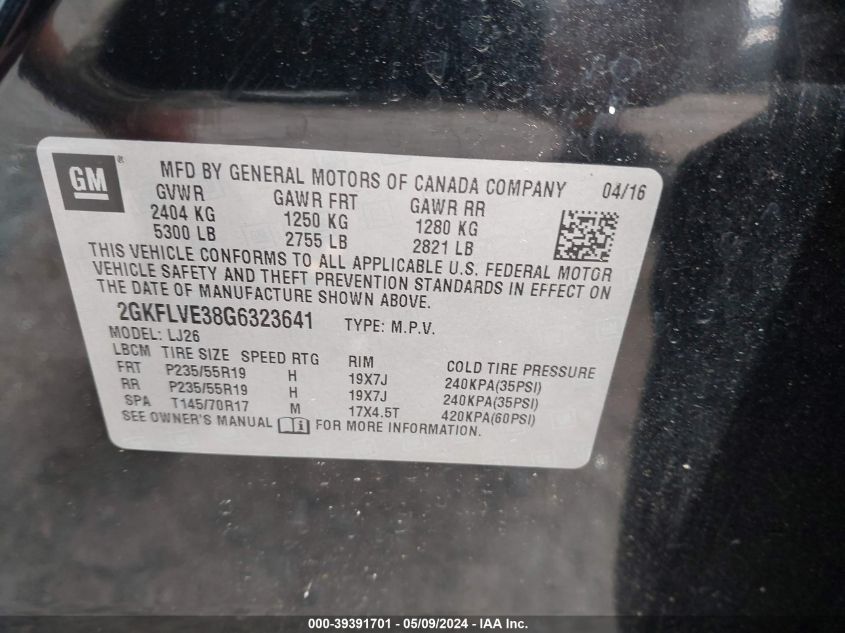 GM ®
MFD BY GENERAL MOTORS OF CANADA COMPANY 04/16
GVWR GAWR FRT GAWR RR
2404 KG 1250 KG 1280 KG
5300 LB 2755 LB 2821 LB
THIS VEHICLE CONFORMS TO ALL APPLICABLE U.S. FEDERAL MOTOR
VEHICLE SAFETY AND THEFT PREVENTION STANDARDS IN EFFECT ON
THE DATE OF MANUFACTURE SHOWN ABOVE.
2GKFLVE38G6323641 TYPE: M.P.V.
MODEL: LJ26
LBCM TIRE SIZE SPEED RTG RIM COLD TIRE PRESSURE
FRT P235/55R19 H 19X7J 240KPA(35PSI)
RR P235/55R19 H 19X7J 240KPA(35PSI)
SPA T145/70R17 M 17X4.5T 420KPA(60PSI)
SEE OWNER'S MANUAL i FOR MORE INFORMATION.
000-39391701 - 05/09/2024 - IAA Inc.